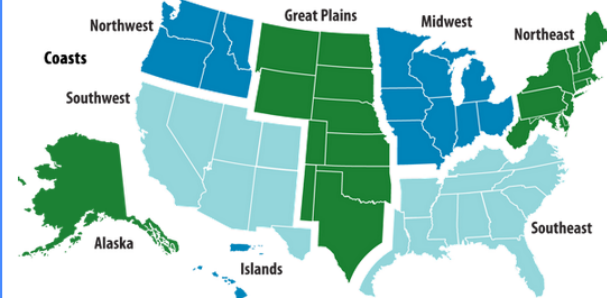 Great Plains
Northwest
Midwest
Northeast
Coasts
Southwest
Southeast
Alaska
Islands